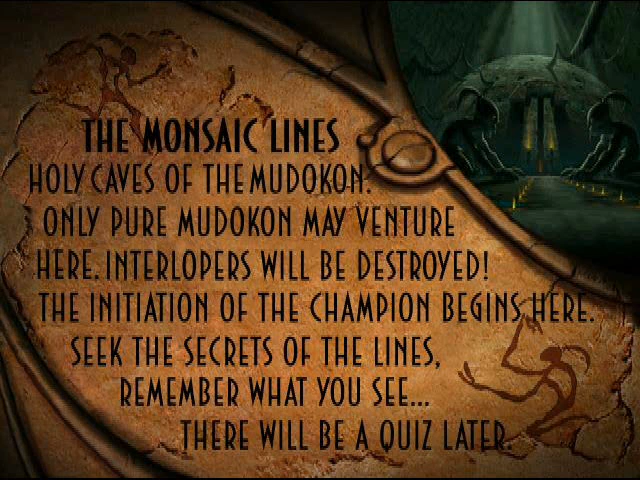 THE MONSAIC LINES
HOLY CAVES OF THE MUDOKON.
ONLY PURE MUDOKON MAY VENTURE
HERE. INTERLOPERS WILL BE DESTROYED!
THE INITIATION OF THE CHAMPION BEGINS HERE.
SEEK THE SECRETS OF THE LINES,
REMEMBER WHAT YOU SEE...
THERE WILL BE A QUIZ LATER.